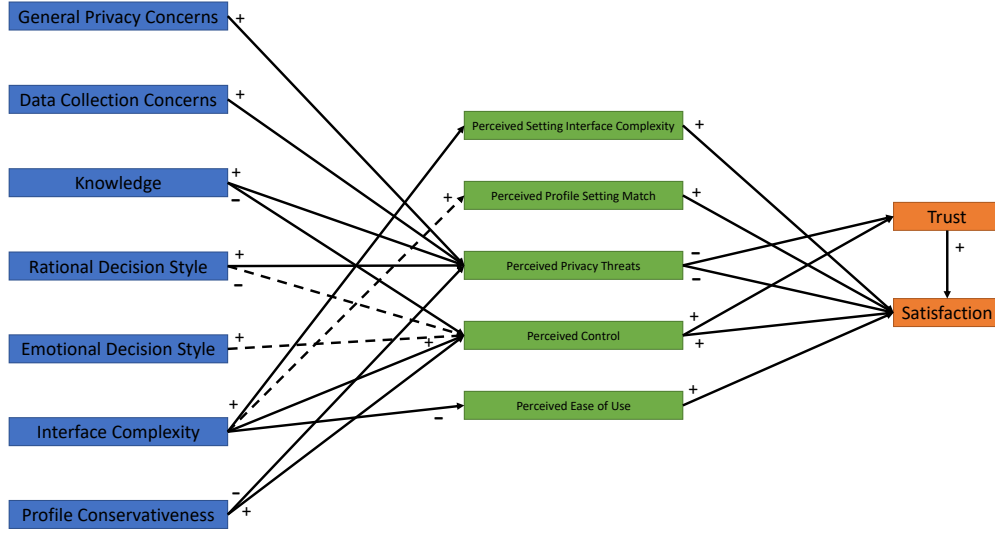 General Privacy Concerns
+
Data Collection Concerns
+
Knowledge
+
−
Rational Decision Style
+
−
Emotional Decision Style
+
Interface Complexity
+
Profile Conservativeness
−
+
Perceived Setting Interface Complexity
+
+
Perceived Profile Setting Match
+
Perceived Privacy Threats
−
−
+
Perceived Control
+
+
−
Perceived Ease of Use
+
Trust
+
Satisfaction